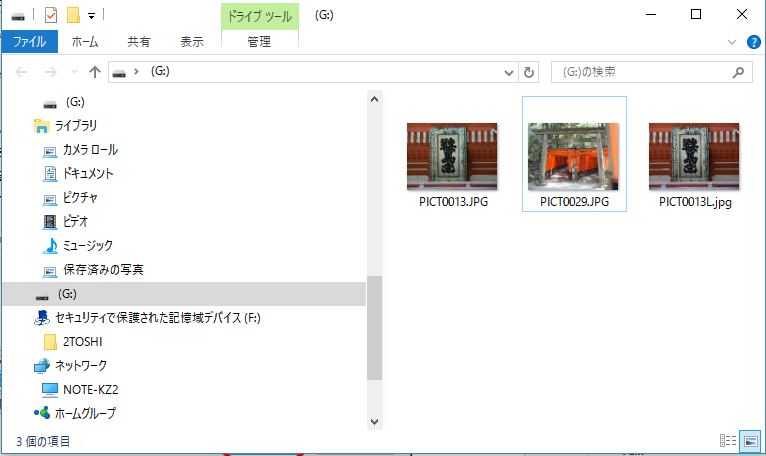 ドライブ ツール
(G:)
ファイル
ホーム
共有
表示
管理
(G:)
(G:)の検索
(G:)
ライブラリ
カメラ ロール
ドキュメント
ピクチャ
ビデオ
ミュージック
保存済みの写真
(G:)
セキュリティで保護された記憶域デバイス (F:)
2TOSHI
ネットワーク
NOTE-KZ2
ホームグループ
PICT0013.JPG
PICT0029.JPG
PICT0013L.jpg
3 個の項目